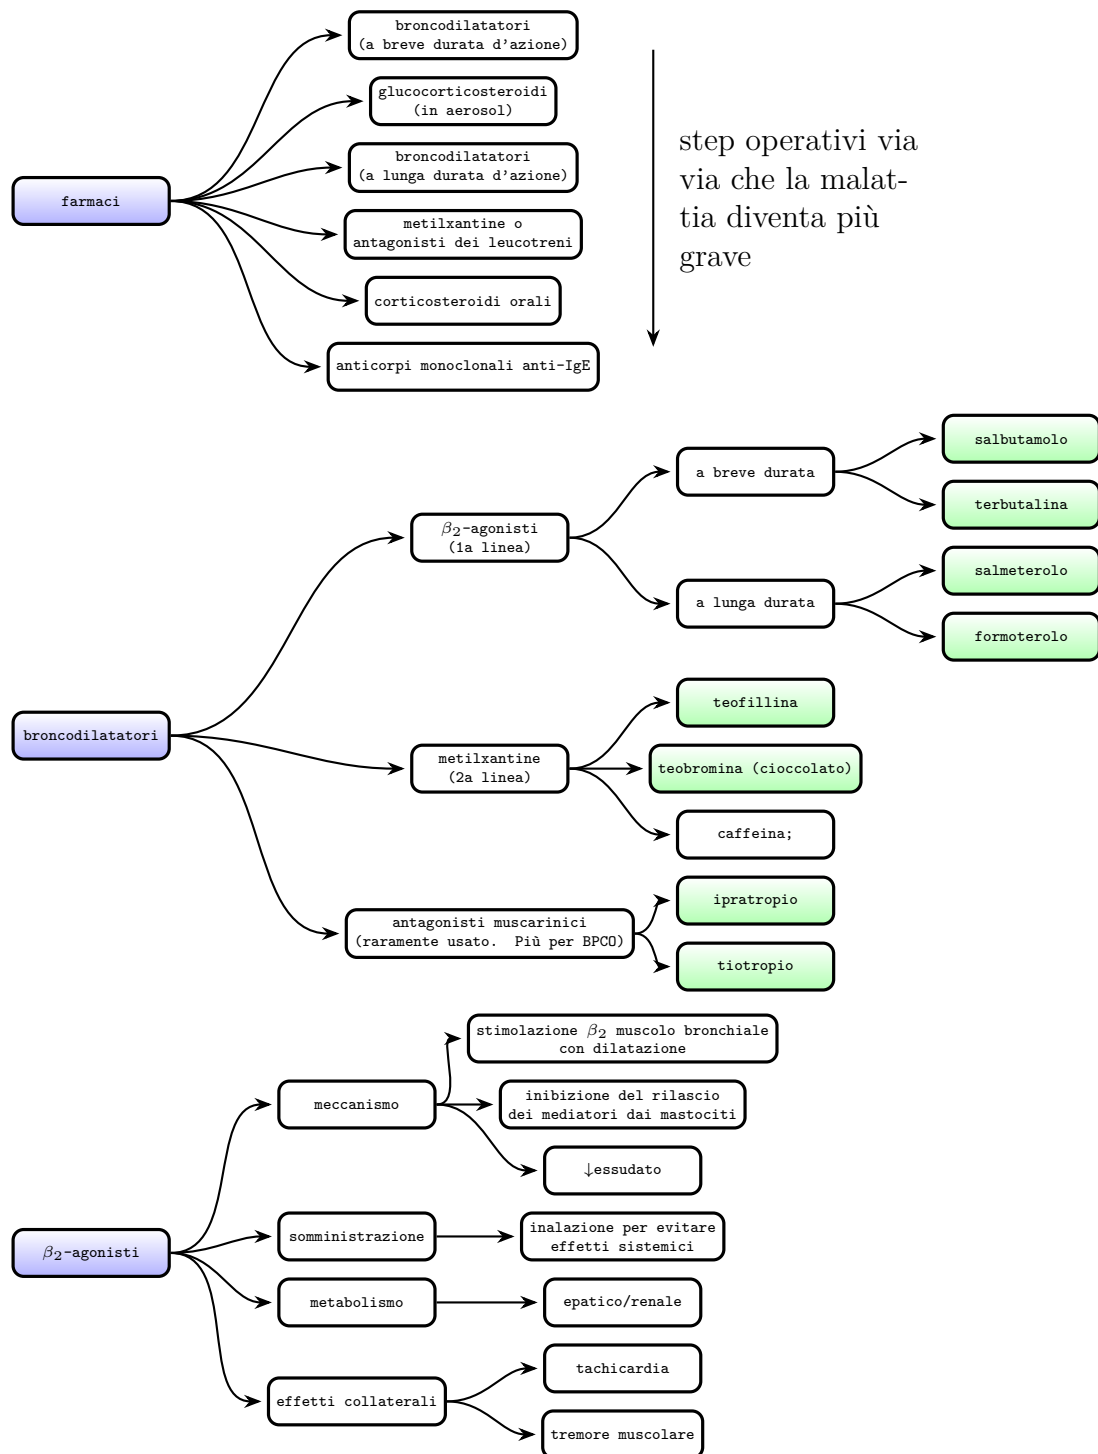 broncodilatatori
(a breve durata d'azione)
glucocorticosteroidi
(in aerosol)
broncodilatatori
(a lunga durata d'azione)
farmaci
metilxantine o
antagonisti dei leucotreni
corticosteroidi orali
anticorpi monoclonali anti-IgE
step operativi via
via che la malat-
tia diventa più
grave
broncodilatatori
β2-agonisti
(1a linea)
a breve durata
salbutamolo
terbutalina
a lunga durata
salmeterolo
formoterolo
metilxantine
(2a linea)
teofillina
teobromina (cioccolato)
caffeina;
antagonisti muscarinici
(raramente usato. Più per BPCO)
ipratropio
tiotropio
β2-agonisti
meccanismo
stimolazione β2 muscolo bronchiale
con dilatazione
inibizione del rilascio
dei mediatori dai mastociti
↓essudato
somministrazione
inalazione per evitare
effetti sistemici
metabolismo
epatico/renale
effetti collaterali
tachicardia
tremore muscolare